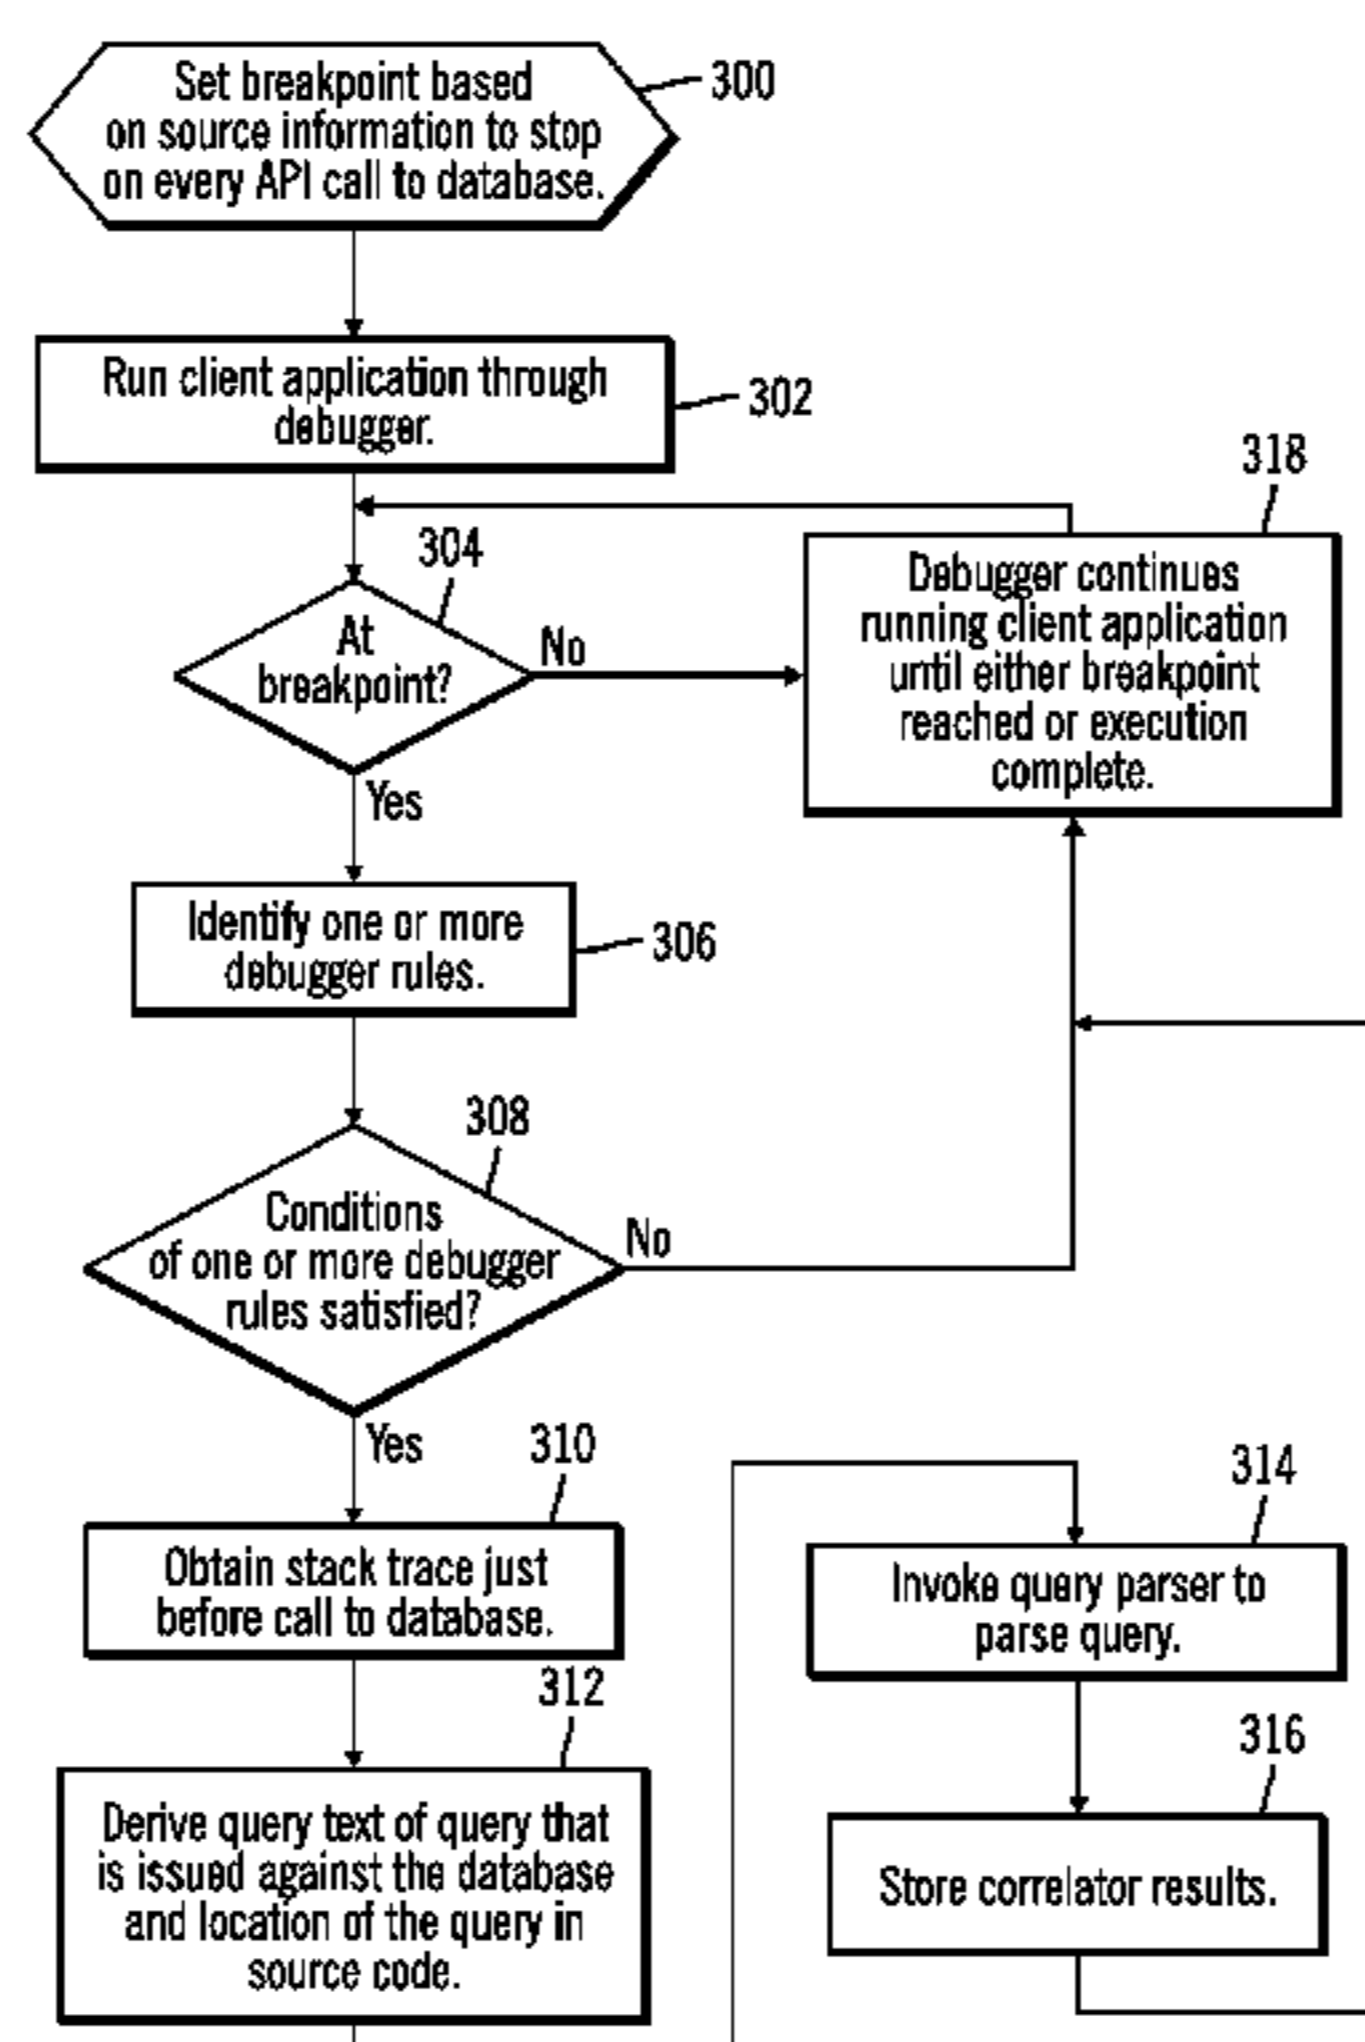 Set breakpoint based
on source information to stop
on every API call to database.
300
Run client application through
debugger.
302
318
Debugger continues
running client application
until either breakpoint
reached or execution
complete.
304
At
breakpoint?
No
Yes
Identify one or more
debugger rules.
306
308
Conditions
of one or more debugger
rules satisfied?
No
Yes
310
Obtain stack trace just
before call to database.
312
Derive query text of query that
is issued against the database
and location of the query in
source code.
314
Invoke query parser to
parse query.
316
Store correlator results.